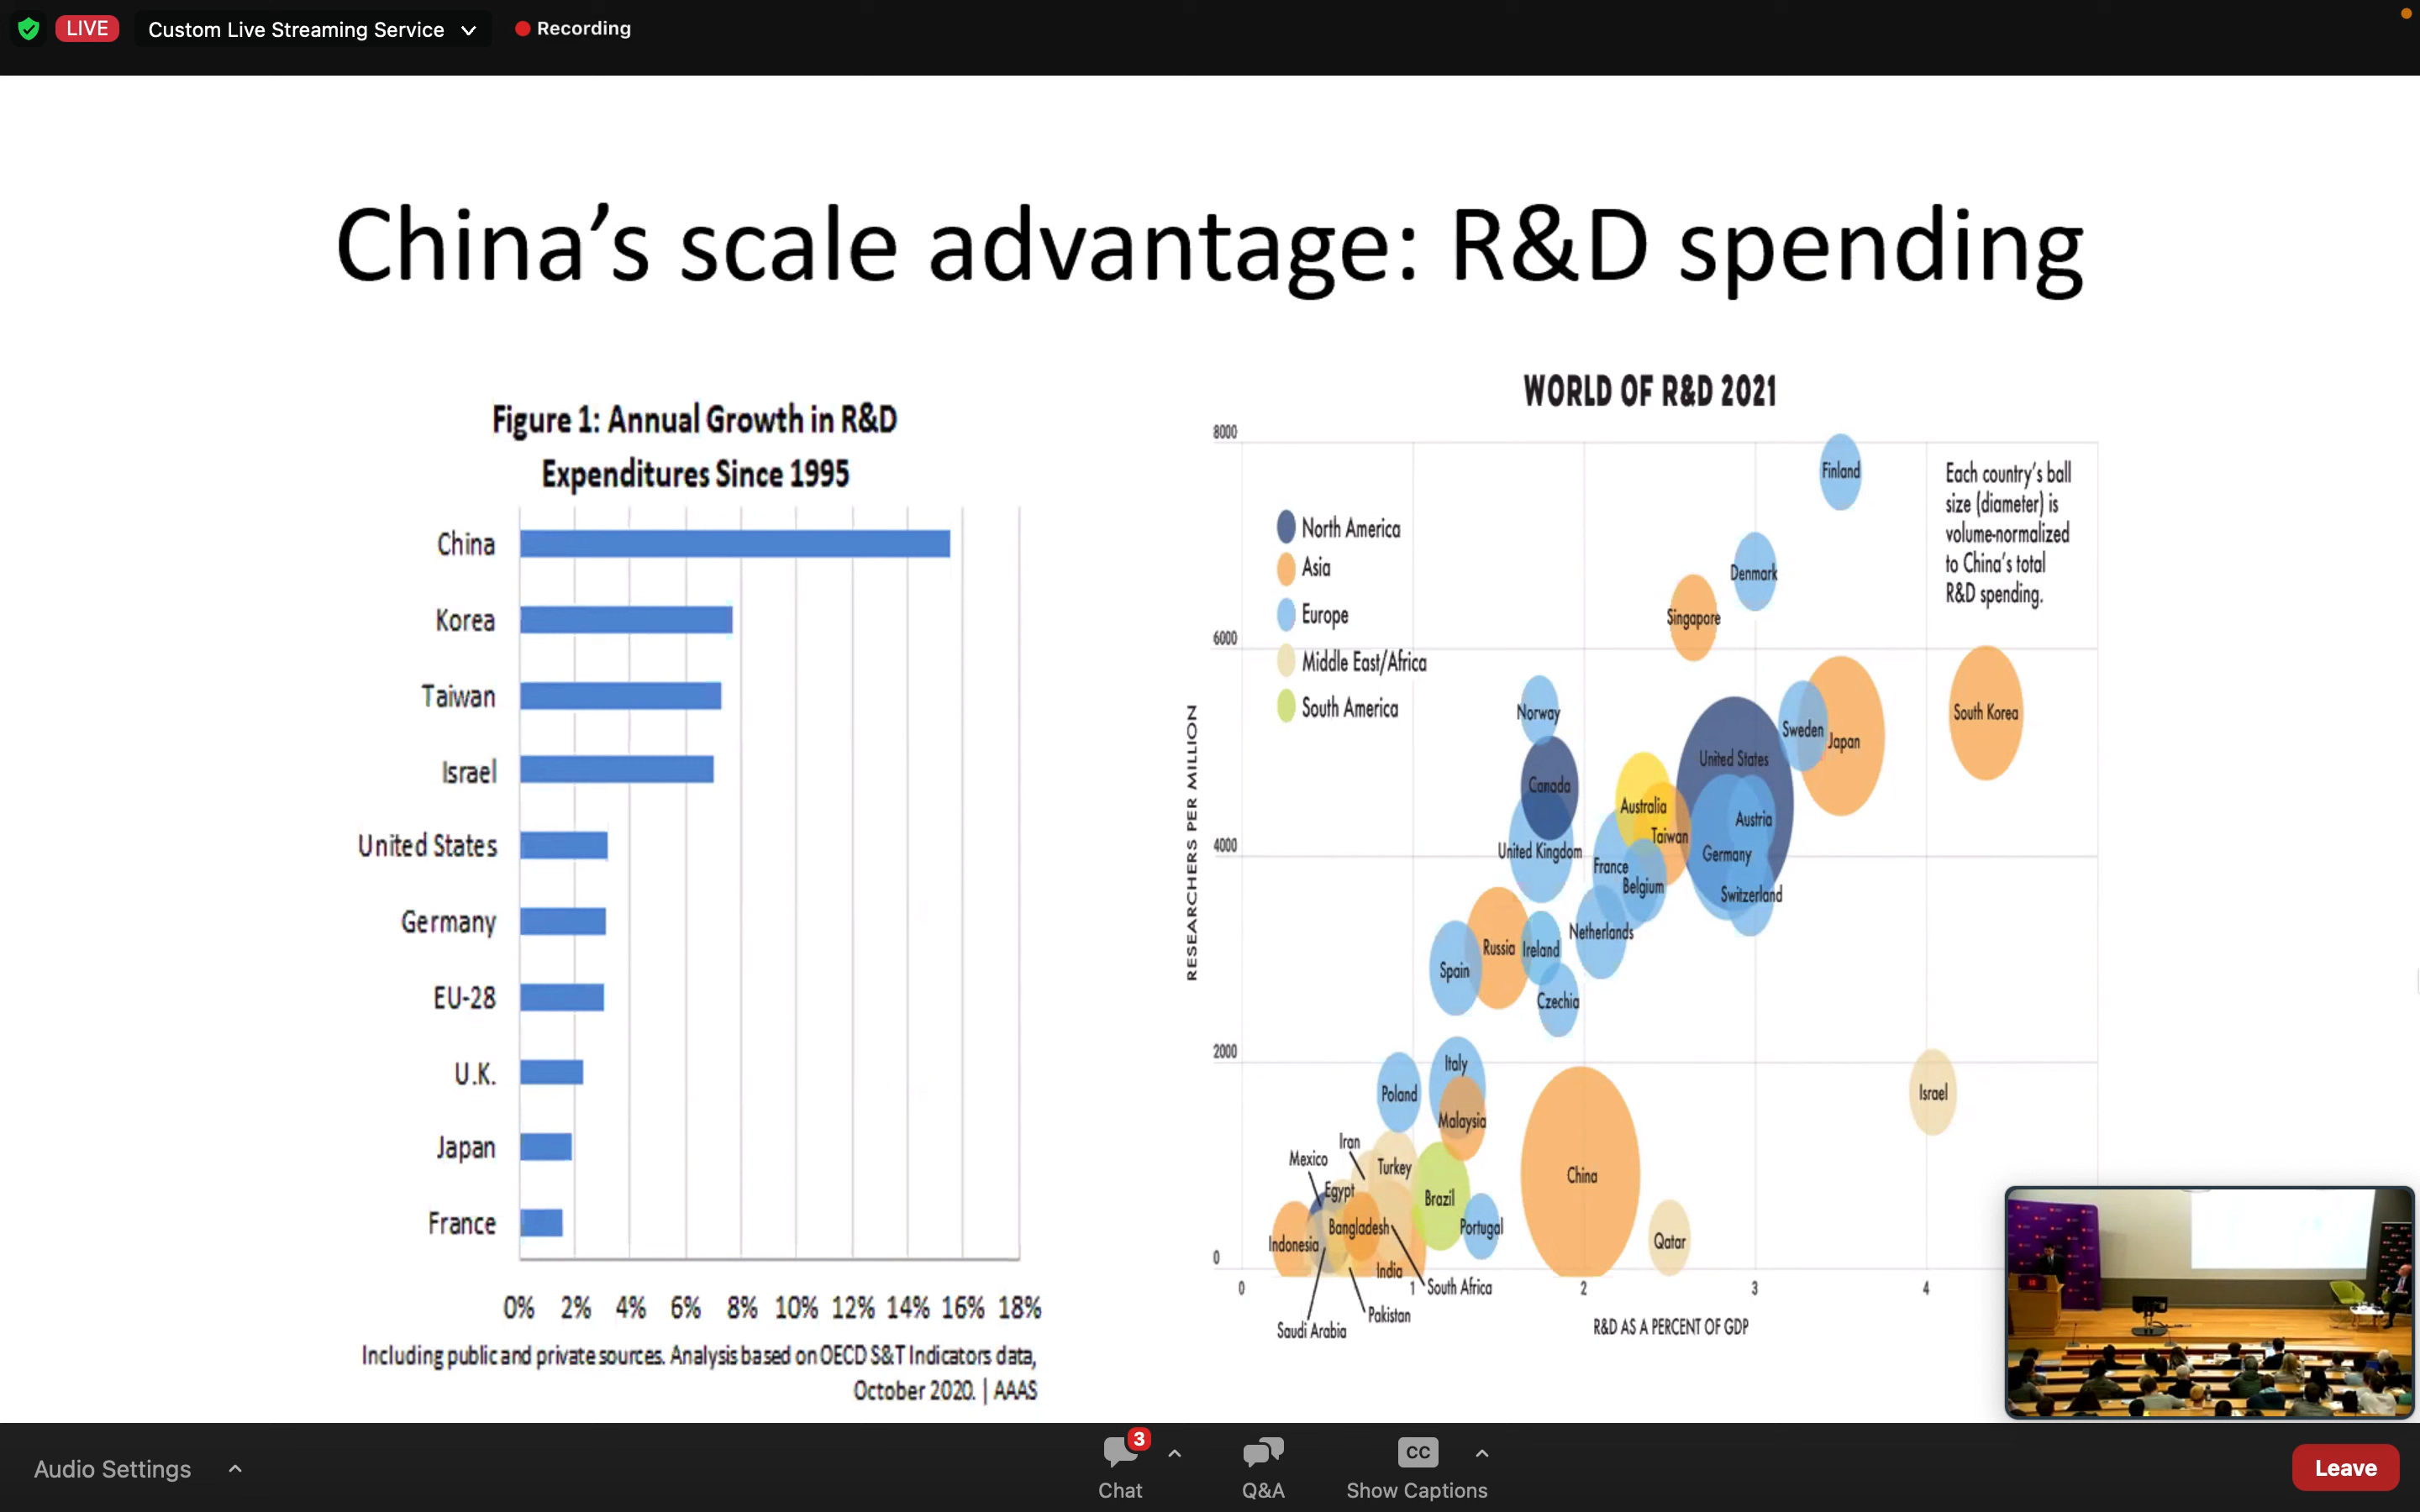 LIVE
Custom Live Streaming Service
Recording
China's scale advantage: R&D spending
Figure 1: Annual Growth in R&D
Expenditures Since 1995
China
Korea
Taiwan
Israel
United States
Germany
EU-28
U.K.
Japan
France
0% 2% 4% 6% 8% 10% 12% 14% 16% 18%
Including public and private sources. Analysis based on OECD S&T Indicators data,
October 2020. | AAAS
WORLD OF R&D 2021
8000
6000
4000
2000
0
RESEARCHERS PER MILLION
North America
Asia
Europe
Middle East/Africa
South America
Each country's ball
size (diameter) is
volume-normalized
to China's total
R&D spending.
Finland
Denmark
Singapore
Norway
Canada
United Kingdom
Australia
Taiwan
United States
Sweden
Japan
South Korea
Austria
Germany
Switzerland
France
Belgium
Netherlands
Russia
Ireland
Spain
Czechia
Italy
Poland
Malaysia
Israel
Iran
Mexico
Turkey
Egypt
China
Brazil
Bangladesh
Portugal
Indonesia
Qatar
India
South Africa
Pakistan
Saudi Arabia
0 1 2 3 4
R&D AS A PERCENT OF GDP
Audio Settings
3
Chat
Q&A
CC
Show Captions
Leave